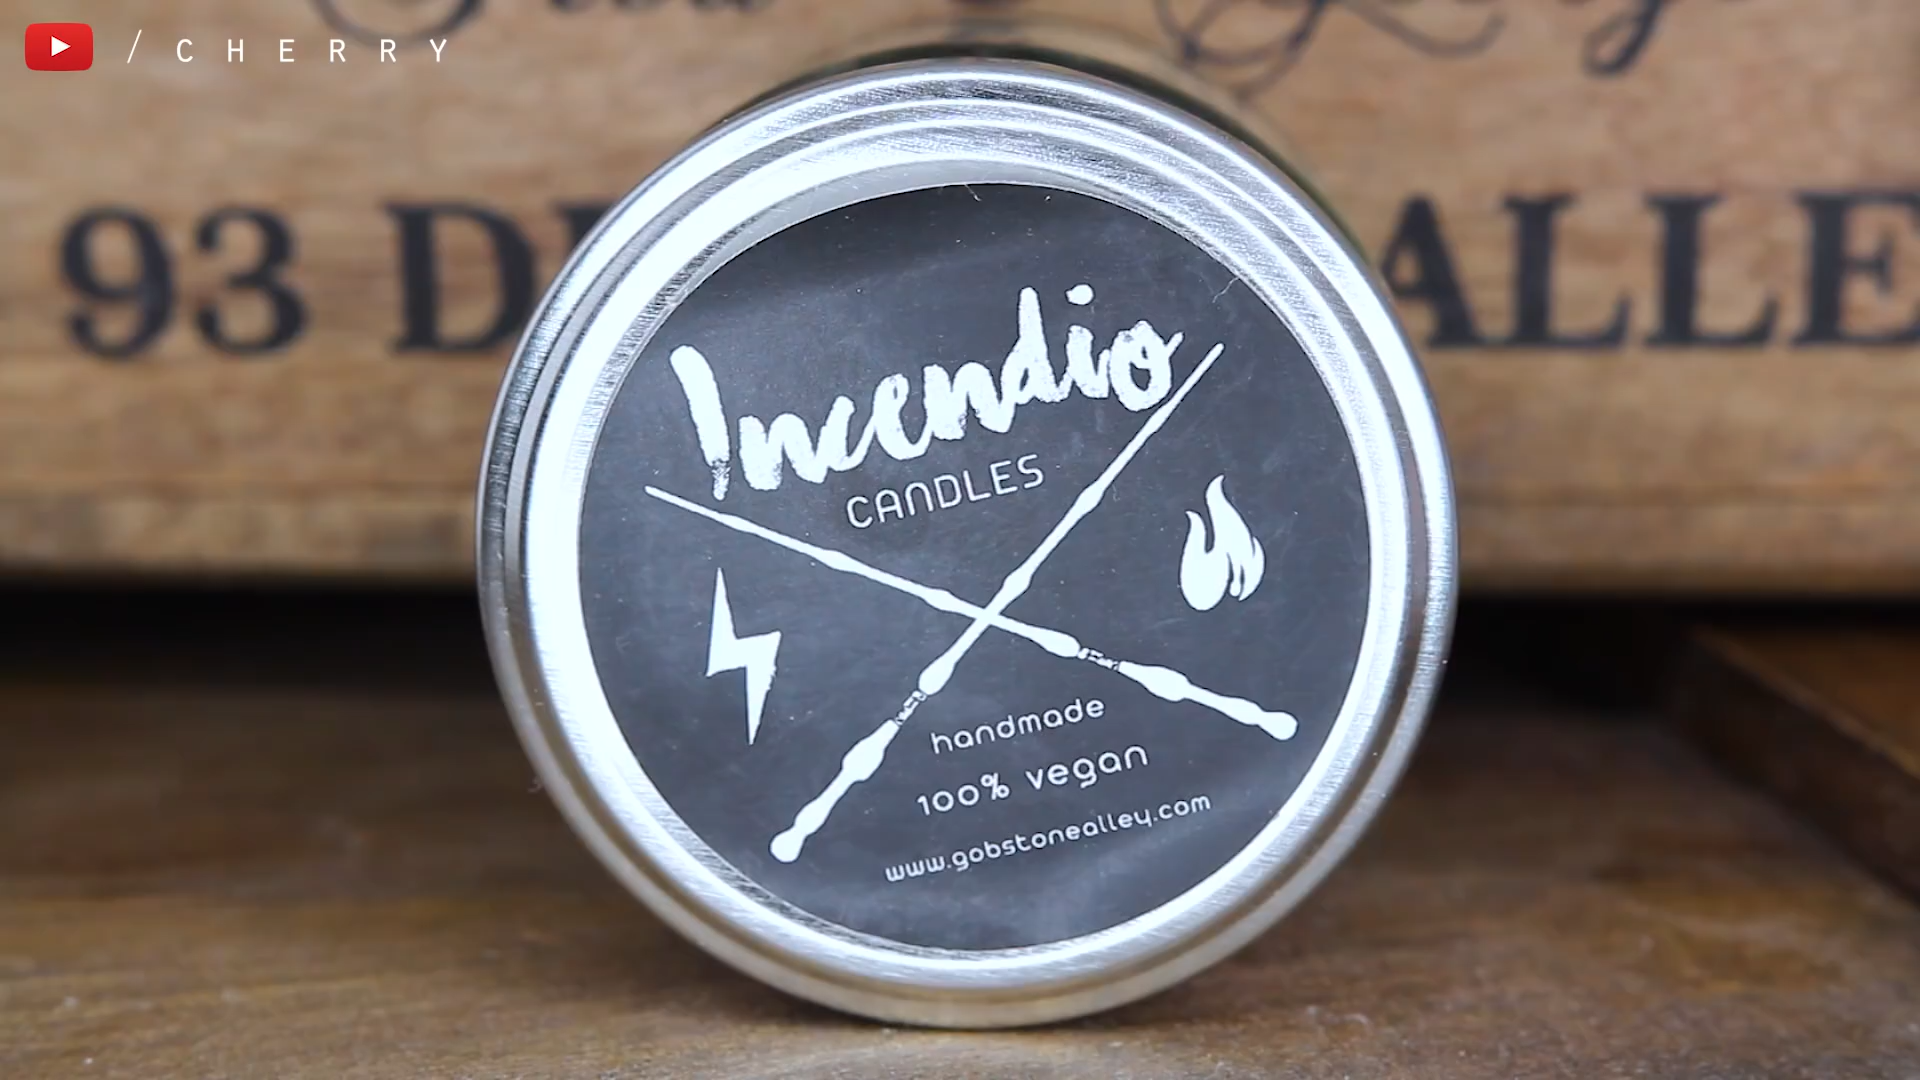 / CHERRY
93 D
ALLE
Incendio
CANDLES
handmade
100% vegan
www.gobstonealley.com